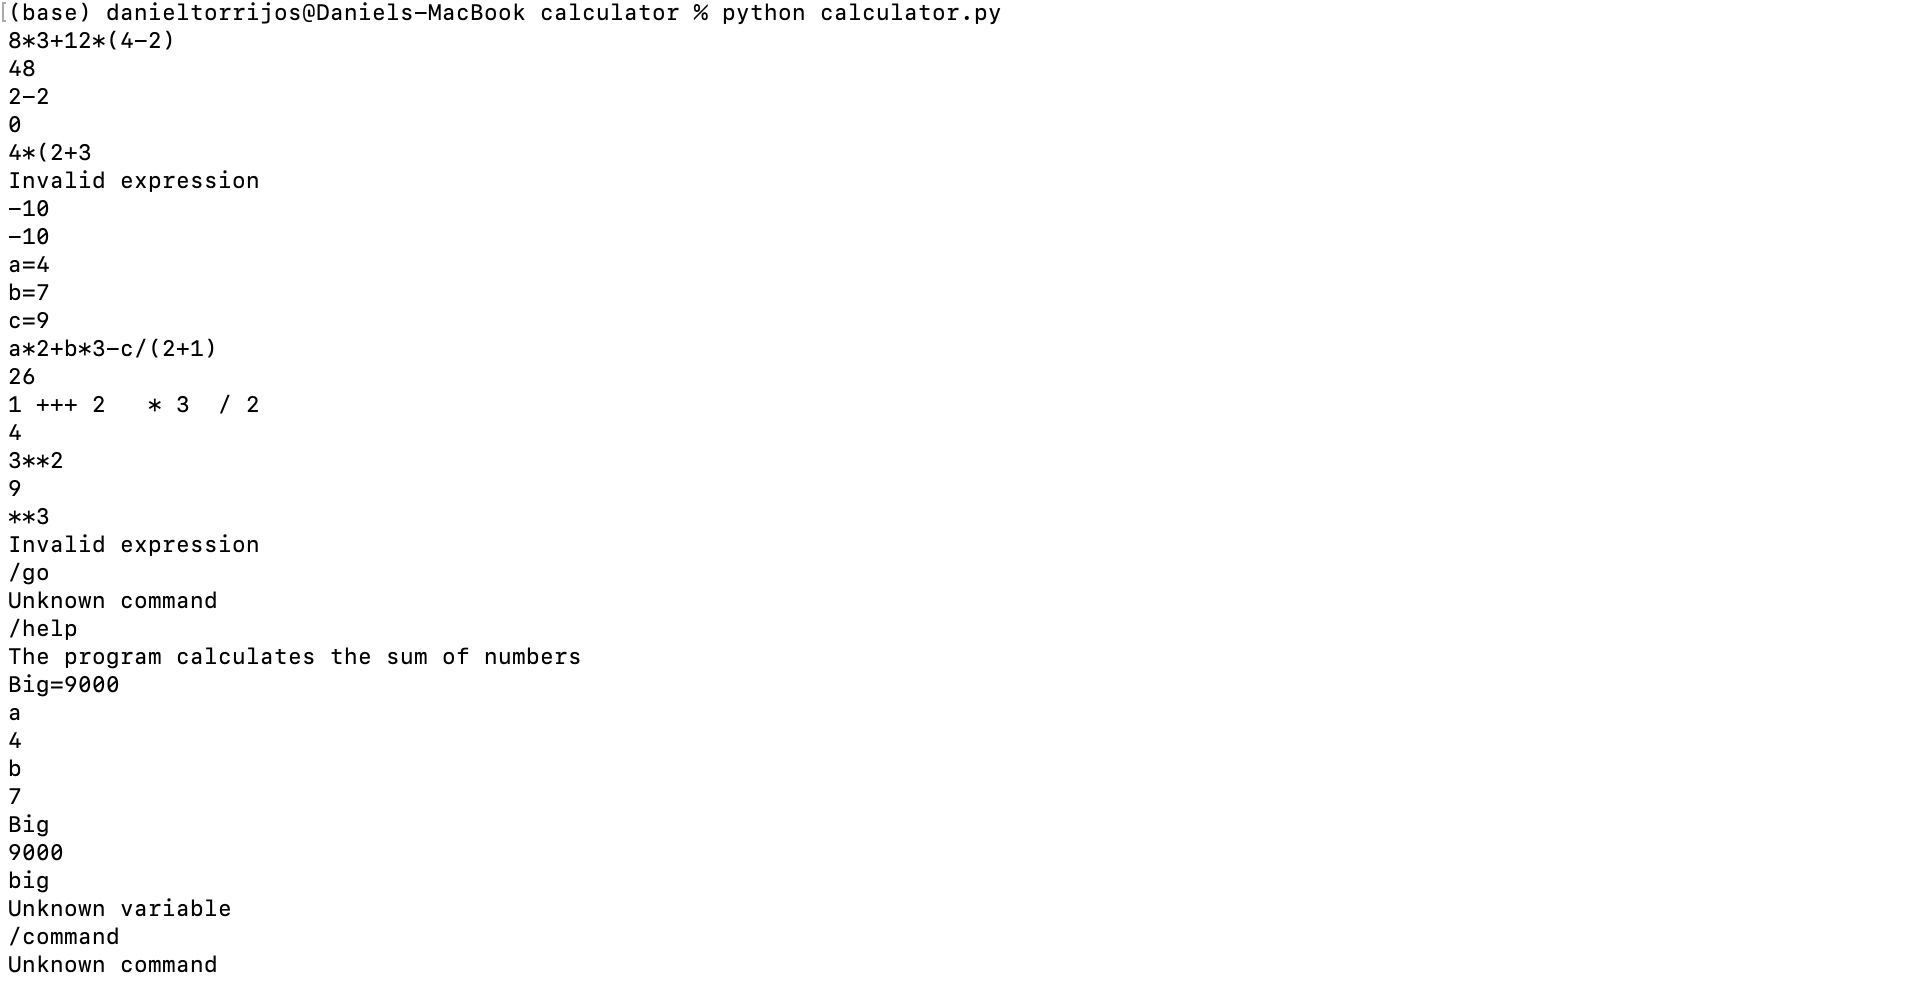 (base) danieltorrijos@Daniels-MacBook calculator % python calculator.py
8*3+12*(4-2)
48
2-2
0
4*(2+3
Invalid expression
-10
-10
a=4
b=7
c=9
a*2+b*3-c/(2+1)
26
1 +++ 2   * 3  / 2
4
3**2
9
**3
Invalid expression
/go
Unknown command
/help
The program calculates the sum of numbers
Big=9000
a
4
b
7
Big
9000
big
Unknown variable
/command
Unknown command